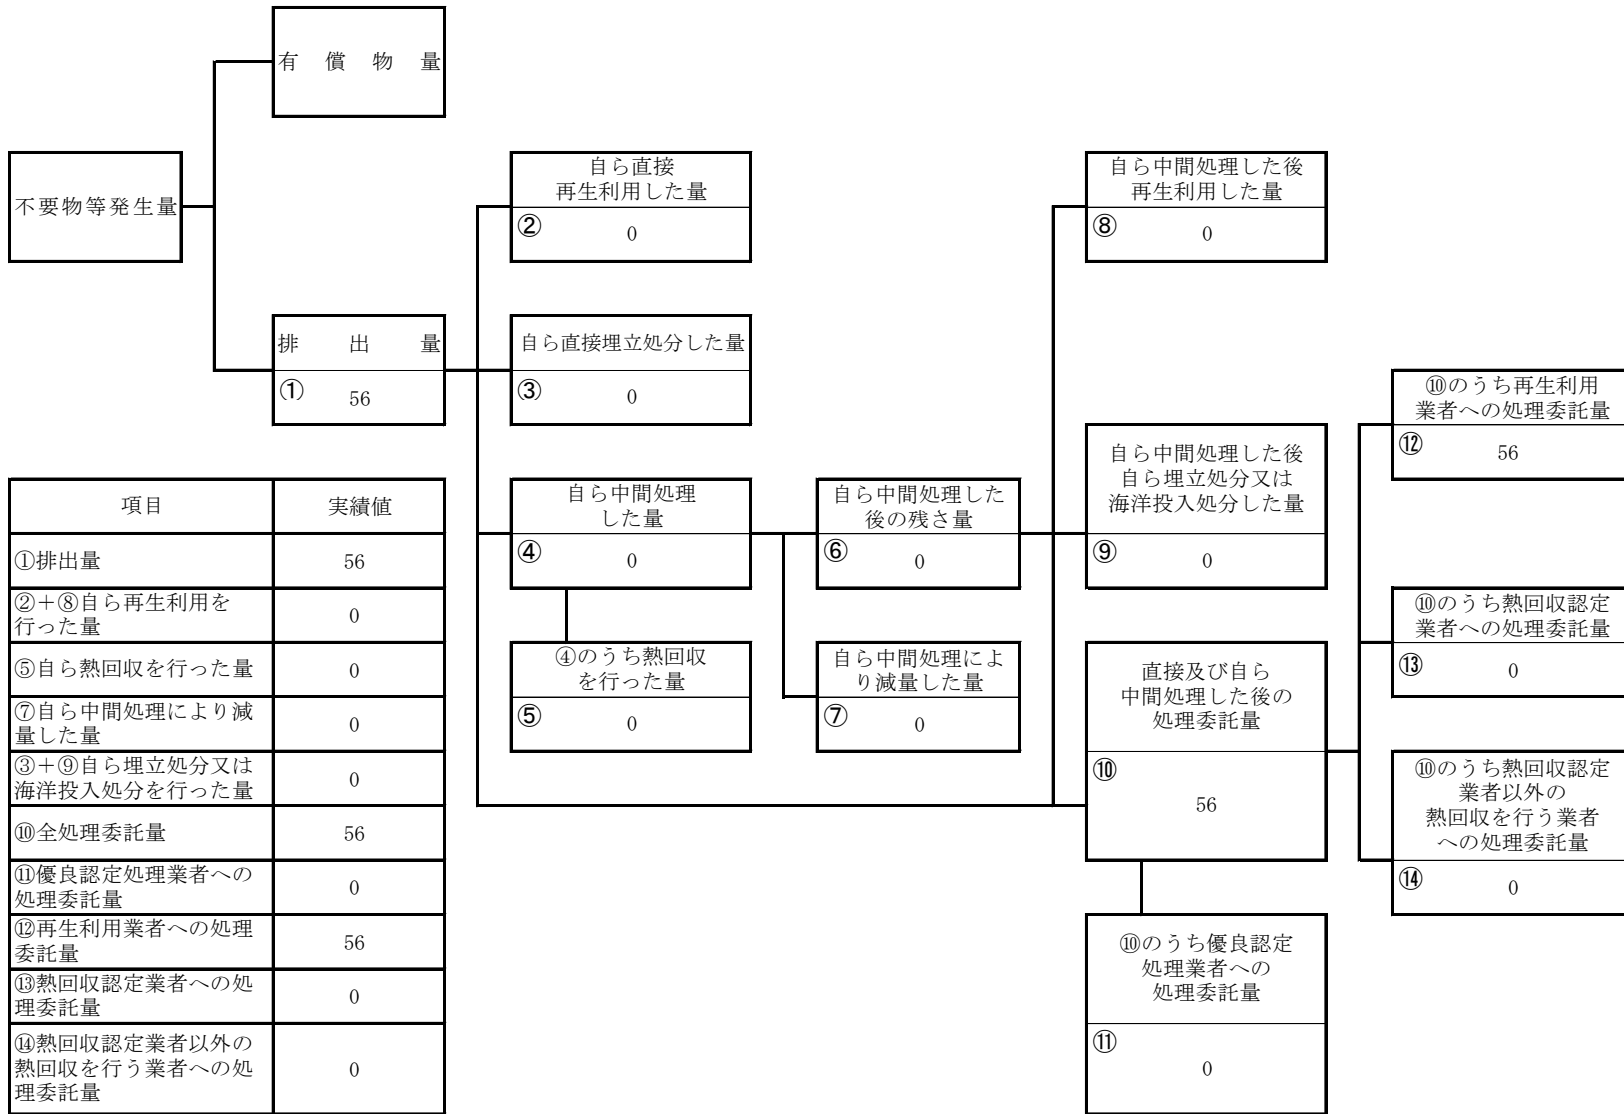 有償物量
不要物等発生量
排出量
① 56
自ら直接
再生利用した量
② 0
自ら直接埋立処分した量
③ 0
自ら中間処理
した量
④ 0
④のうち熱回収
を行った量
⑤ 0
自ら中間処理した
後の残さ量
⑥ 0
自ら中間処理によ
り減量した量
⑦ 0
自ら中間処理した後
再生利用した量
⑧ 0
自ら中間処理した後
自ら埋立処分又は
海洋投入処分した量
⑨ 0
直接及び自ら
中間処理した後の
処理委託量
⑩
56
⑩のうち優良認定
処理業者への
処理委託量
⑪
0
⑩のうち再生利用
業者への処理委託量
⑫ 56
⑩のうち熱回収認定
業者への処理委託量
⑬ 0
⑩のうち熱回収認定
業者以外の
熱回収を行う業者
への処理委託量
⑭ 0
項目 実績値
①排出量 56
②+⑧自ら再生利用を
行った量 0
⑤自ら熱回収を行った量 0
⑦自ら中間処理により減
量した量 0
③+⑨自ら埋立処分又は
海洋投入処分を行った量 0
⑩全処理委託量 56
⑪優良認定処理業者への
処理委託量 0
⑫再生利用業者への処理
委託量 56
⑬熱回収認定業者への処
理委託量 0
⑭熱回収認定業者以外の
熱回収を行う業者への処
理委託量 0